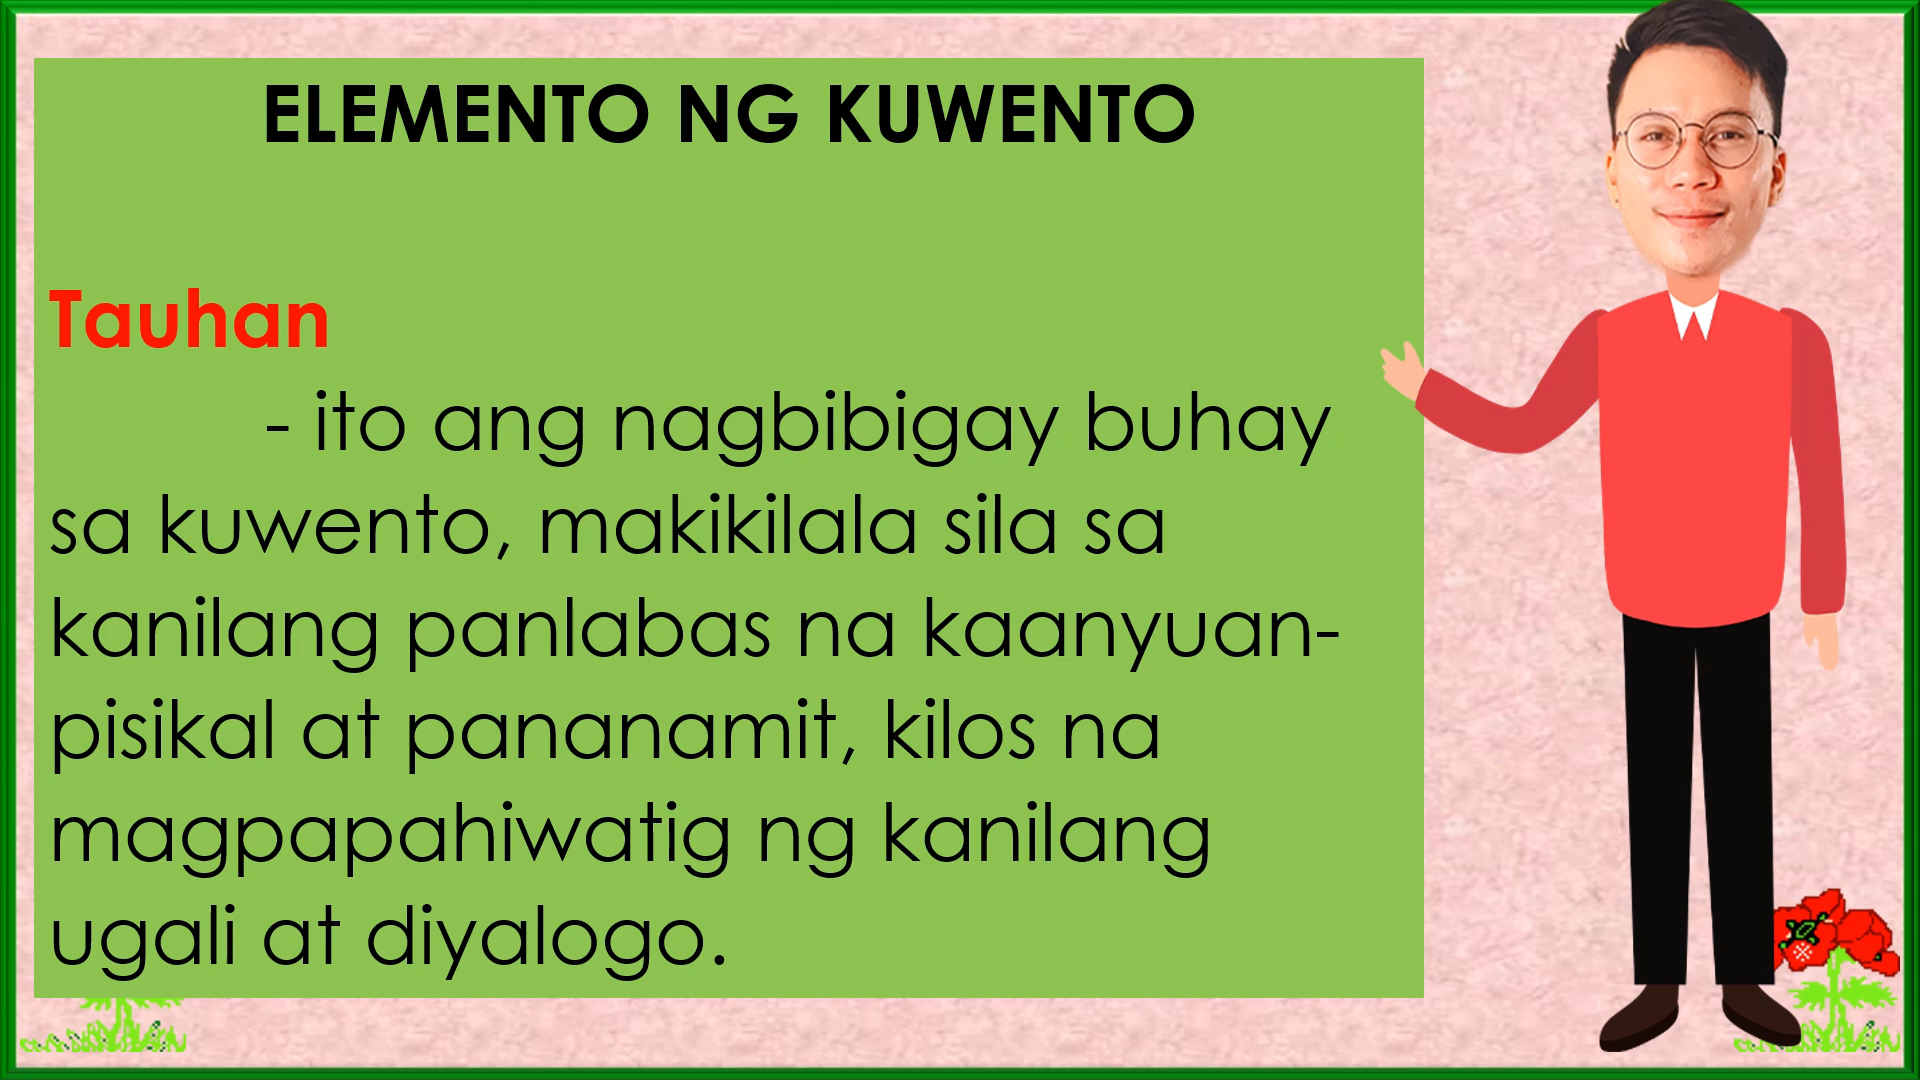 ELEMENTO NG KUWENTO
Tauhan
- ito ang nagbibigay buhay
sa kuwento, makikilala sila sa
kanilang panlabas na kaanyuan-
pisikal at pananamit, kilos na
magpapahiwatig ng kanilang
ugali at diyalogo.